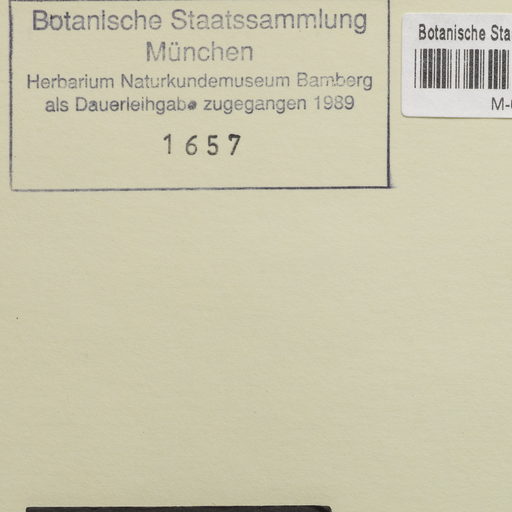 Botanische Staatssammlung
München
Herbarium Naturkundemuseum Bamberg
als Dauerleihgabe zugegangen 1989
1657
Botanische Sta
M-